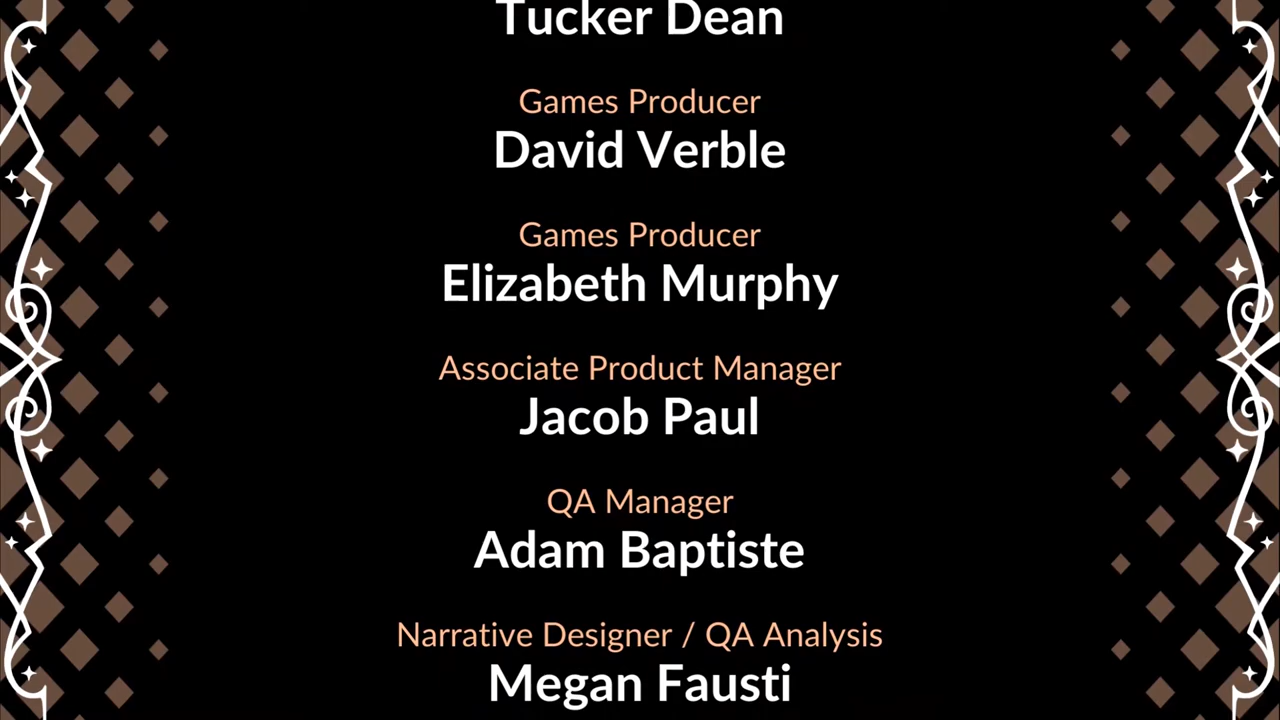 Tucker Dean
Games Producer
David Verble
Games Producer
Elizabeth Murphy
Associate Product Manager
Jacob Paul
QA Manager
Adam Baptiste
Narrative Designer / QA Analysis
Megan Fausti